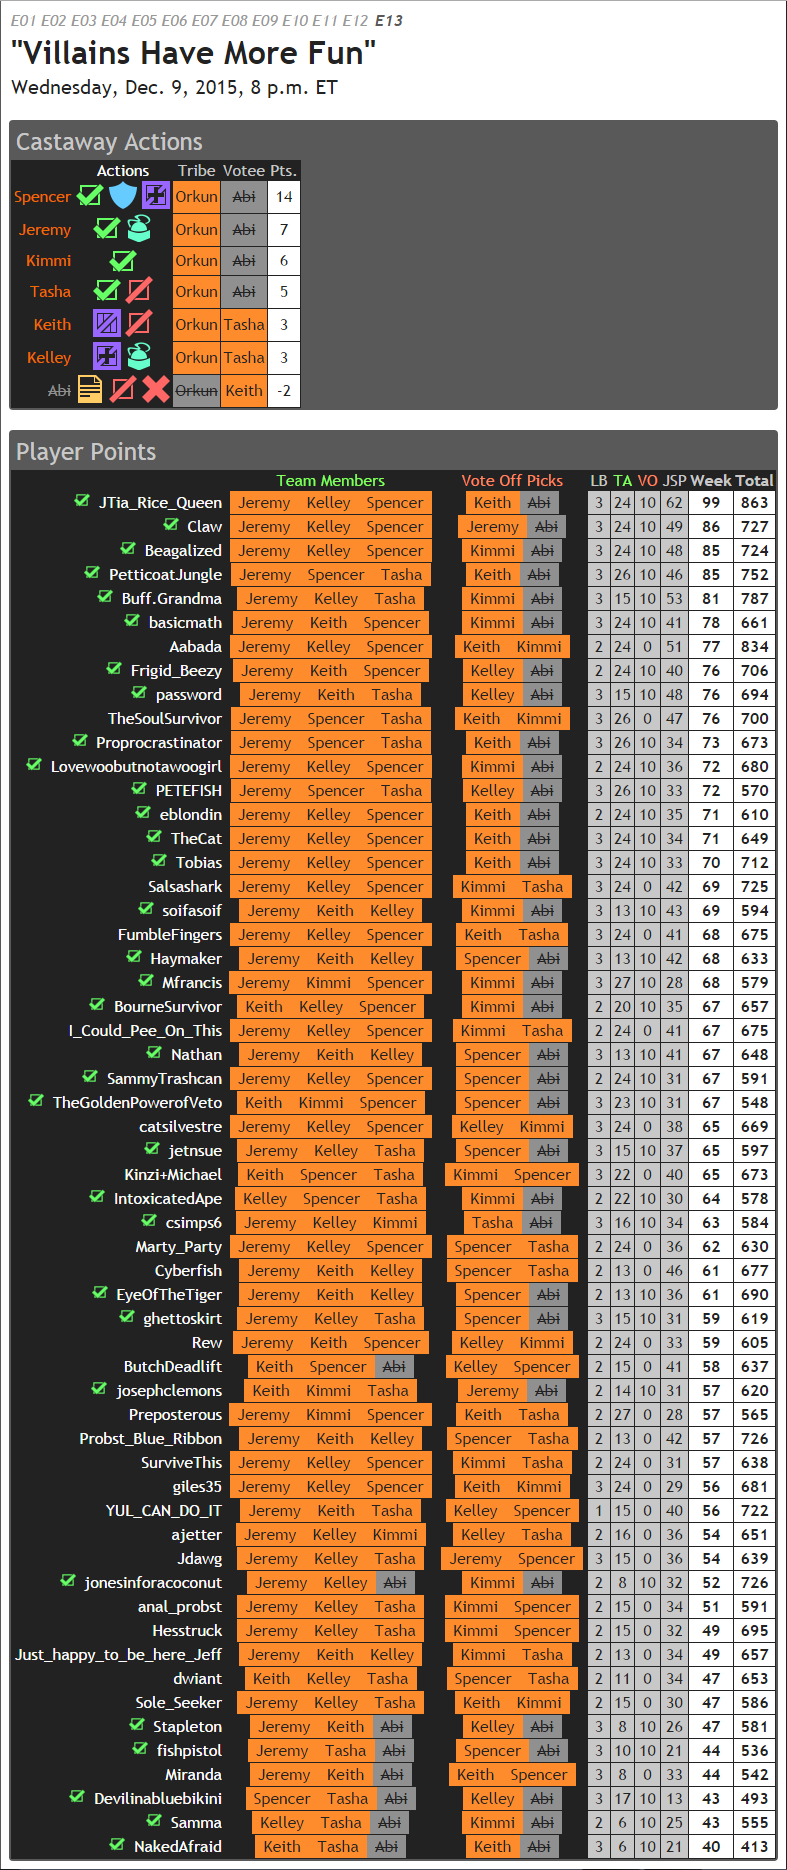 E01 E02 E03 E04 E05 E06 E07 E08 E09 E10 E11 E12 E13
"Villains Have More Fun"
Wednesday, Dec. 9, 2015, 8 p.m. ET
Castaway Actions
Actions Tribe Votee Pts.
Spencer Orkun Abi 14
Jeremy Orkun Abi 7
Kimmi Orkun Abi 6
Tasha Orkun Abi 5
Keith Orkun Tasha 3
Kelley Orkun Tasha 3
Abi Orkun Keith -2
Player Points
Team Members Vote Off Picks LB TA VO JSP Week Total
JTia_Rice_Queen Jeremy Kelley Spencer Keith Abi 3 24 10 62 99 863
Claw Jeremy Kelley Spencer Jeremy Abi 3 24 10 49 86 727
Beagalized Jeremy Kelley Spencer Kimmi Abi 3 24 10 48 85 724
PetticoatJungle Jeremy Spencer Tasha Keith Abi 3 26 10 46 85 752
Buff.Grandma Jeremy Kelley Tasha Kimmi Abi 3 15 10 53 81 787
basicmath Jeremy Keith Spencer Kimmi Abi 3 24 10 41 78 661
Aabada Jeremy Kelley Spencer Keith Kimmi 2 24 0 51 77 834
Frigid_Beezy Jeremy Keith Spencer Kelley Abi 2 24 10 40 76 706
password Jeremy Keith Tasha Kelley Abi 3 15 10 48 76 694
TheSoulSurvivor Jeremy Spencer Tasha Keith Kimmi 3 26 0 47 76 700
Proprocrastinator Jeremy Spencer Tasha Keith Abi 3 26 10 34 73 673
Lovewoobutnotawoogirl Jeremy Kelley Spencer Kimmi Abi 2 24 10 36 72 680
PETEFISH Jeremy Spencer Tasha Kelley Abi 3 26 10 33 72 570
eblondin Jeremy Kelley Spencer Keith Abi 2 24 10 35 71 610
TheCat Jeremy Kelley Spencer Keith Abi 3 24 10 34 71 649
Tobias Jeremy Kelley Spencer Keith Abi 3 24 10 33 70 712
Salsashark Jeremy Kelley Spencer Kimmi Tasha 3 24 0 42 69 725
soifasoif Jeremy Keith Kelley Kimmi Abi 3 13 10 43 69 594
FumbleFingers Jeremy Kelley Spencer Keith Tasha 3 24 0 41 68 675
Haymaker Jeremy Keith Kelley Spencer Abi 3 13 10 42 68 633
Mfrancis Jeremy Kimmi Spencer Kimmi Abi 3 27 10 28 68 579
BourneSurvivor Keith Kelley Spencer Kimmi Abi 2 20 10 35 67 657
I_Could_Pee_On_This Jeremy Kelley Spencer Kimmi Tasha 2 24 0 41 67 675
Nathan Jeremy Keith Kelley Spencer Abi 3 13 10 41 67 648
SammyTrashcan Jeremy Kelley Spencer Spencer Abi 2 24 10 31 67 591
TheGoldenPowerofVeto Keith Kimmi Spencer Spencer Abi 3 23 10 31 67 548
catsilvestre Jeremy Kelley Spencer Kelley Kimmi 3 24 0 38 65 669
jetnsue Jeremy Kelley Tasha Spencer Abi 3 15 10 37 65 597
Kinzi+Michael Keith Spencer Tasha Kimmi Spencer 3 22 0 40 65 673
IntoxicatedApe Kelley Spencer Tasha Kimmi Abi 2 22 10 30 64 578
csimps6 Jeremy Kelley Kimmi Tasha Abi 3 16 10 34 63 584
Marty_Party Jeremy Kelley Spencer Spencer Tasha 2 24 0 36 62 630
Cyberfish Jeremy Keith Kelley Spencer Tasha 2 13 0 46 61 677
EyeOfTheTiger Jeremy Keith Kelley Spencer Abi 2 13 10 36 61 690
ghettoskirt Jeremy Kelley Tasha Spencer Abi 3 15 10 31 59 619
Rew Jeremy Keith Spencer Kelley Kimmi 2 24 0 33 59 605
ButchDeadlift Keith Spencer Abi Kelley Spencer 2 15 0 41 58 637
josephclemons Keith Kimmi Tasha Jeremy Abi 2 14 10 31 57 620
Preposterous Jeremy Kimmi Spencer Keith Tasha 2 27 0 28 57 565
Probst_Blue_Ribbon Jeremy Keith Kelley Spencer Tasha 2 13 0 42 57 726
SurviveThis Jeremy Kelley Spencer Kimmi Tasha 2 24 0 31 57 638
giles35 Jeremy Kelley Spencer Keith Kimmi 3 24 0 29 56 681
YUL_CAN_DO_IT Jeremy Keith Tasha Kelley Spencer 1 15 0 40 56 722
ajetter Jeremy Kelley Kimmi Kelley Tasha 2 16 0 36 54 651
Jdawg Jeremy Kelley Tasha Jeremy Spencer 3 15 0 36 54 639
jonesinforacoconut Jeremy Kelley Abi Kimmi Abi 2 8 10 32 52 726
anal_probst Jeremy Kelley Tasha Kimmi Spencer 2 15 0 34 51 591
Hesstruck Jeremy Kelley Tasha Kimmi Spencer 2 15 0 32 49 695
Just_happy_to_be_here_Jeff Jeremy Keith Kelley Kimmi Tasha 2 13 0 34 49 657
dwiant Keith Kelley Tasha Spencer Tasha 2 11 0 34 47 653
Sole_Seeker Jeremy Kelley Tasha Keith Kimmi 2 15 0 30 47 586
Stapleton Jeremy Keith Abi Kelley Abi 3 8 10 26 47 581
fishpistol Jeremy Tasha Abi Spencer Abi 3 10 10 21 44 536
Miranda Jeremy Keith Abi Keith Spencer 3 8 0 33 44 542
Devilinabluebikini Spencer Tasha Abi Kelley Abi 3 17 10 13 43 493
Samma Kelley Tasha Abi Kimmi Abi 2 6 10 25 43 555
NakedAfraid Keith Tasha Abi Keith Abi 3 6 10 21 40 413